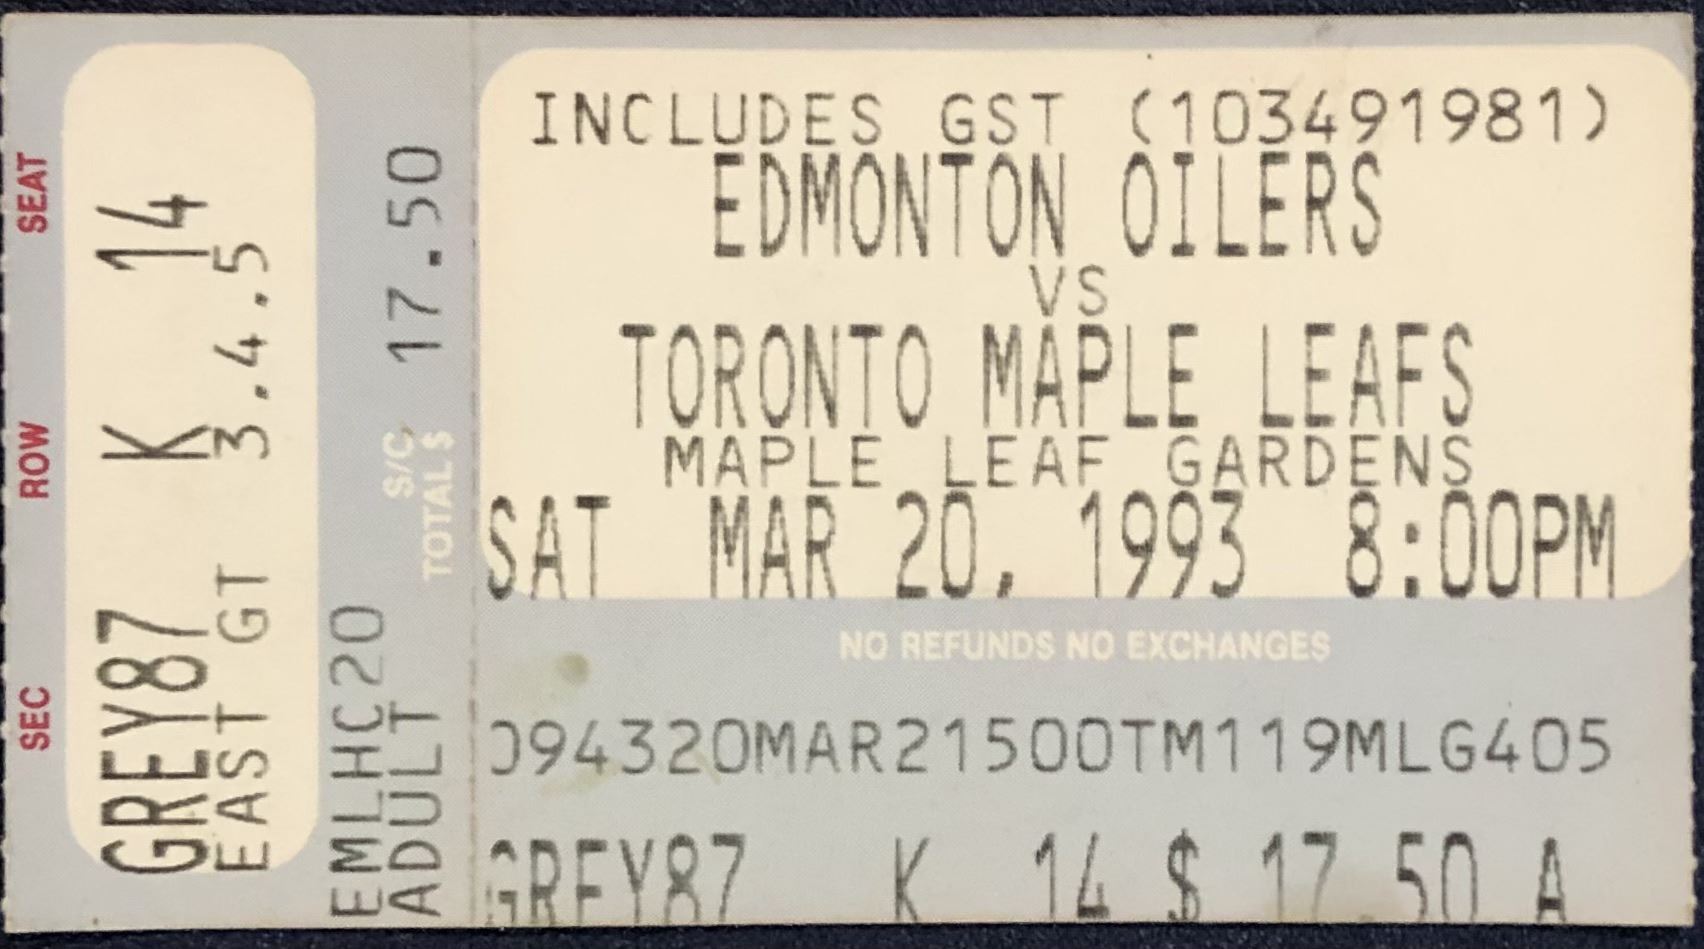 SEAT
ROW
SEC
GREY87 K 14
EAST GT 3.4.5
EMLHC20
ADULT 17.50
S/C
TOTAL $
INCLUDES GST (103491981)
EDMONTON OILERS
VS
TORONTO MAPLE LEAFS
MAPLE LEAF GARDENS
SAT MAR 20, 1993 8:00PM
NO REFUNDS NO EXCHANGES
094320MAR21500TM119MLG405
GREY87 K 14 $ 17.50 A